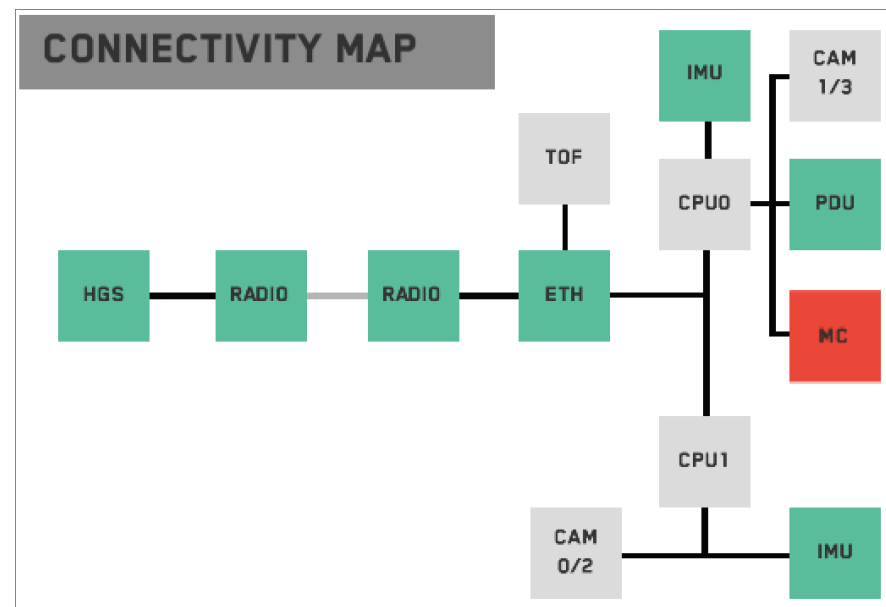 CONNECTIVITY MAP
IMU
CAM
1/3
TOF
CPU0
PDU
HGS
RADIO
RADIO
ETH
MC
CPU1
CAM
0/2
IMU